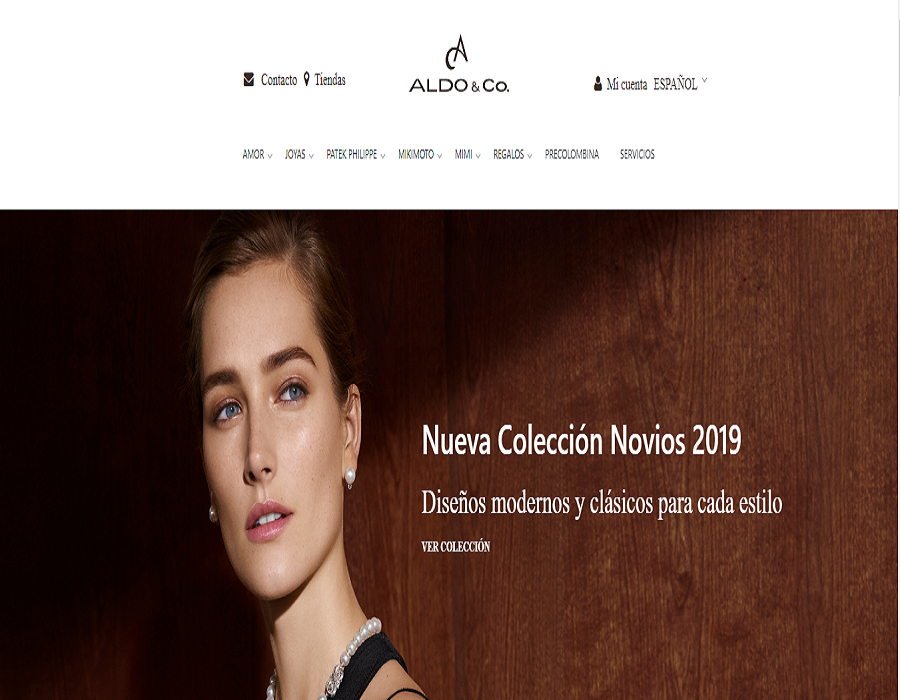 Contacto Tiendas
ALDO & Co.
Mi cuenta ESPAÑOL
AMOR JOYAS PATEK PHILIPPE MIKIMOTO MIMI REGALOS PRECOLOMBINA SERVICIOS
Nueva Colección Novios 2019
Diseños modernos y clásicos para cada estilo
VER COLECCIÓN